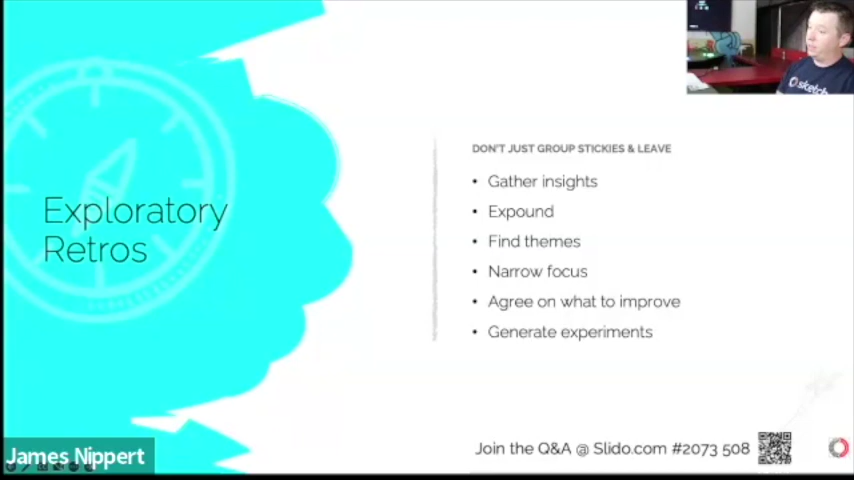 Exploratory
Retros
DON'T JUST GROUP STICKIES & LEAVE
• Gather insights
• Expound
• Find themes
• Narrow focus
• Agree on what to improve
• Generate experiments
Join the Q&A @ Slido.com #2073 508
James Nippert
sketch